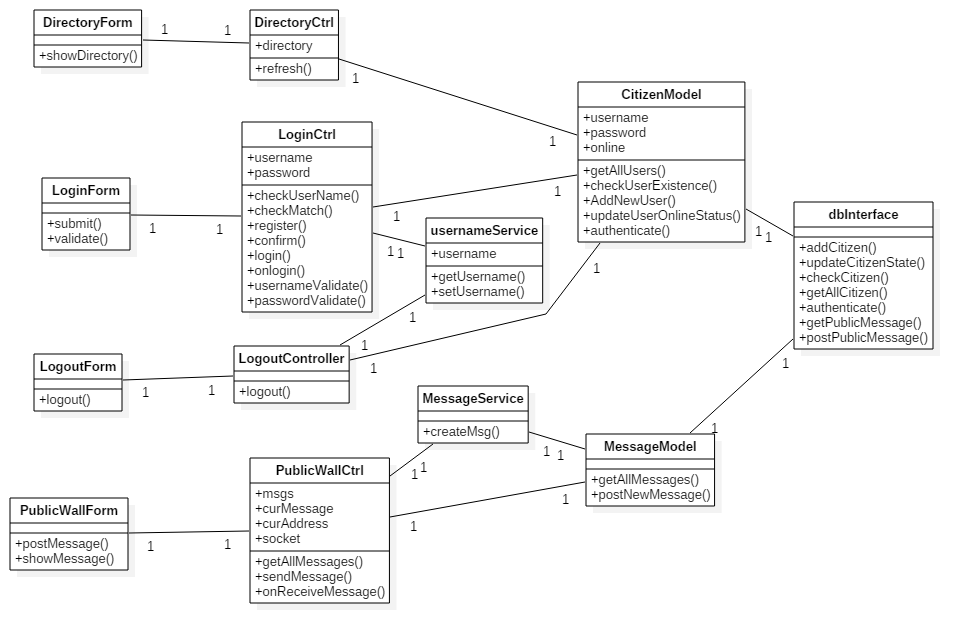 DirectoryForm
+showDirectory()
1
1
DirectoryCtrl
+directory
+refresh()
1
1
CitizenModel
+username
+password
+online
+getAllUsers()
+checkUserExistence()
+AddNewUser()
+updateUserOnlineStatus()
+authenticate()
LoginCtrl
+username
+password
+checkUserName()
+checkMatch()
+register()
+confirm()
+login()
+onlogin()
+usernameValidate()
+passwordValidate()
LoginForm
+submit()
+validate()
1
1
1
1
1
1
usernameService
+username
+getUsername()
+setUsername()
1
1
dbInterface
+addCitizen()
+updateCitizenState()
+checkCitizen()
+getAllCitizen()
+authenticate()
+getPublicMessage()
+postPublicMessage()
1
1
1
1
LogoutForm
+logout()
1
1
LogoutController
+logout()
1
1
MessageService
+createMsg()
1
1
1
1
MessageModel
+getAllMessages()
+postNewMessage()
1
1
PublicWallCtrl
+msgs
+curMessage
+curAddress
+socket
+getAllMessages()
+sendMessage()
+onReceiveMessage()
1
1
PublicWallForm
+postMessage()
+showMessage()
1
1